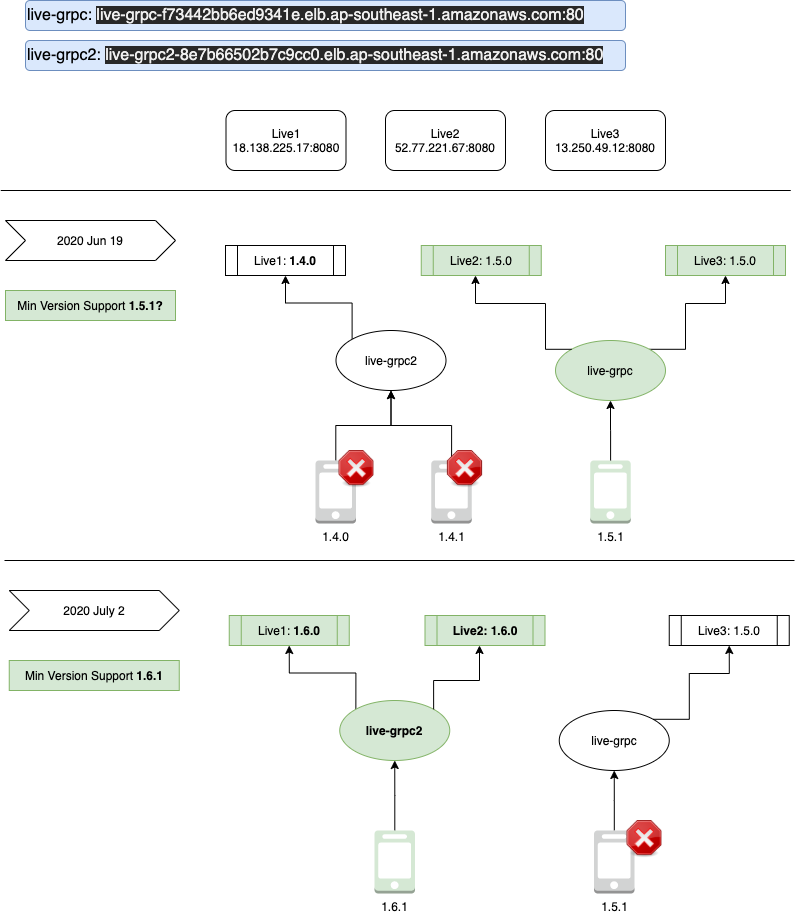 live-grpc: live-grpc-f73442bb6ed9341e.elb.ap-southeast-1.amazonaws.com:80
live-grpc2: live-grpc2-8e7b66502b7c9cc0.elb.ap-southeast-1.amazonaws.com:80
Live1
18.138.225.17:8080
Live2
52.77.221.67:8080
Live3
13.250.49.12:8080
2020 Jun 19
Live1: 1.4.0
Live2: 1.5.0
Live3: 1.5.0
Min Version Support 1.5.1?
live-grpc2
live-grpc
1.4.0
1.4.1
1.5.1
2020 July 2
Live1: 1.6.0
Live2: 1.6.0
Live3: 1.5.0
Min Version Support 1.6.1
live-grpc2
live-grpc
1.6.1
1.5.1